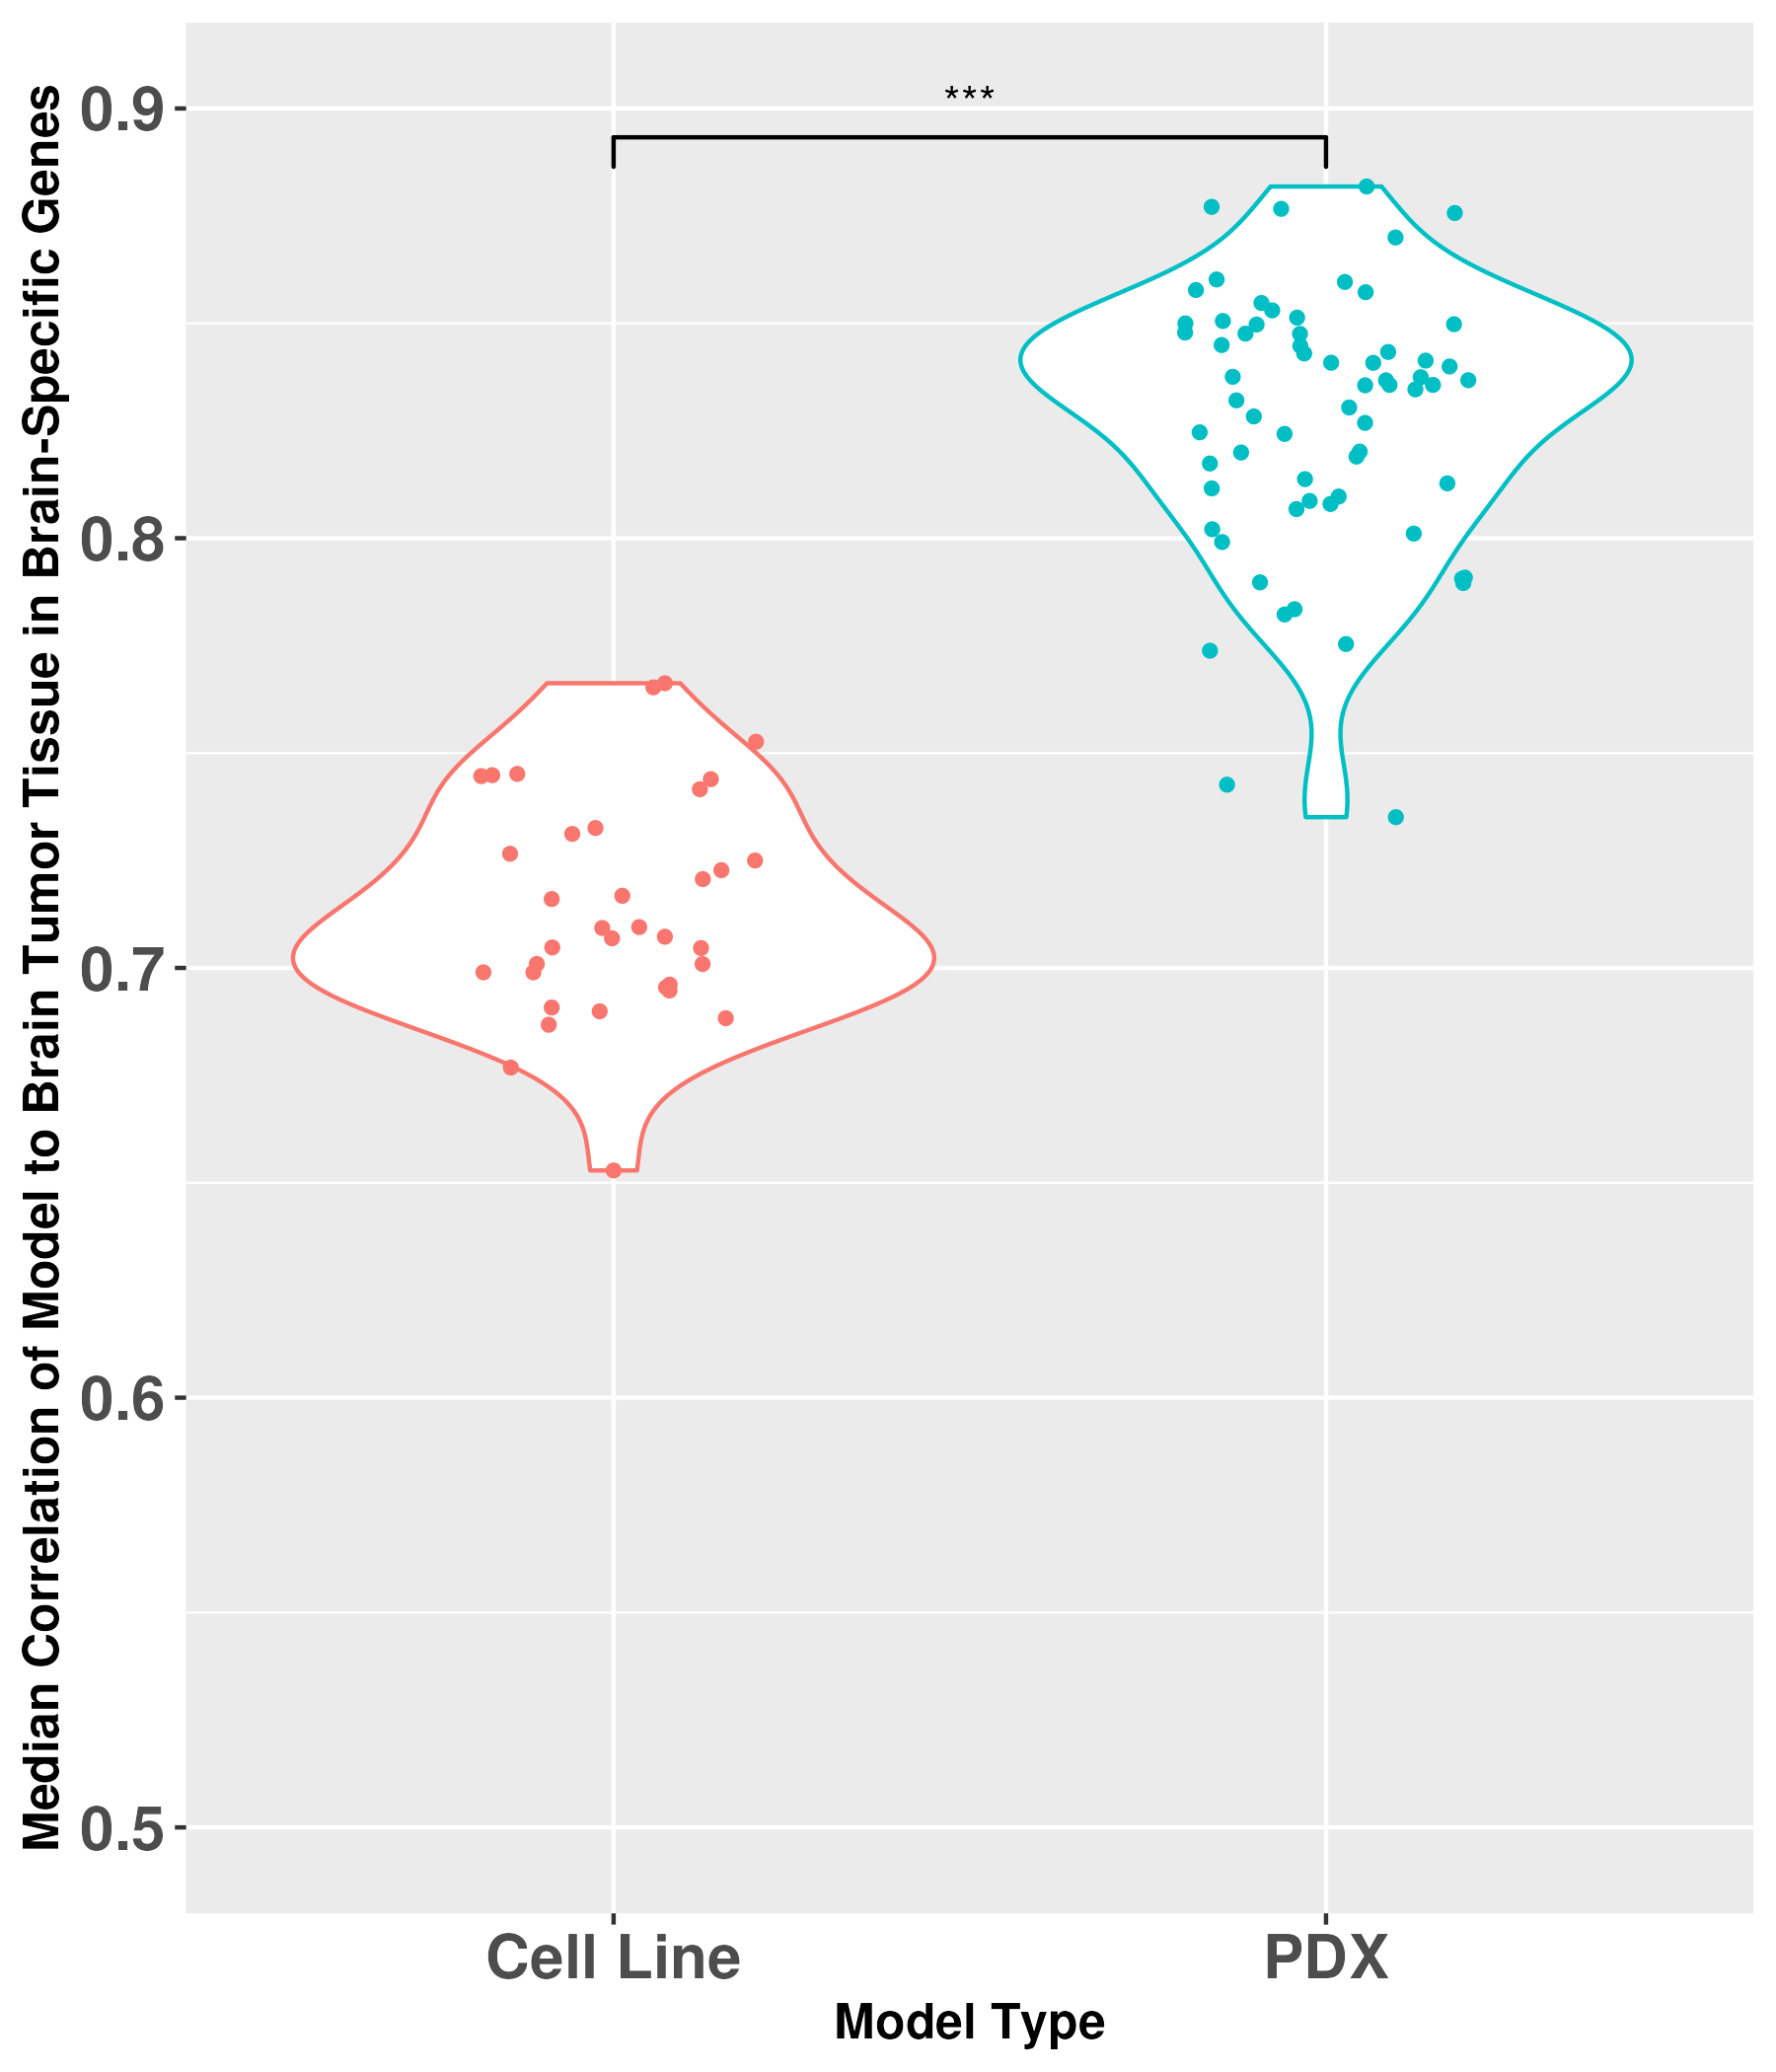 Median Correlation of Model to Brain Tumor Tissue in Brain-Specific Genes
0.9
0.8
0.7
0.6
0.5
***
Cell Line
PDX
Model Type